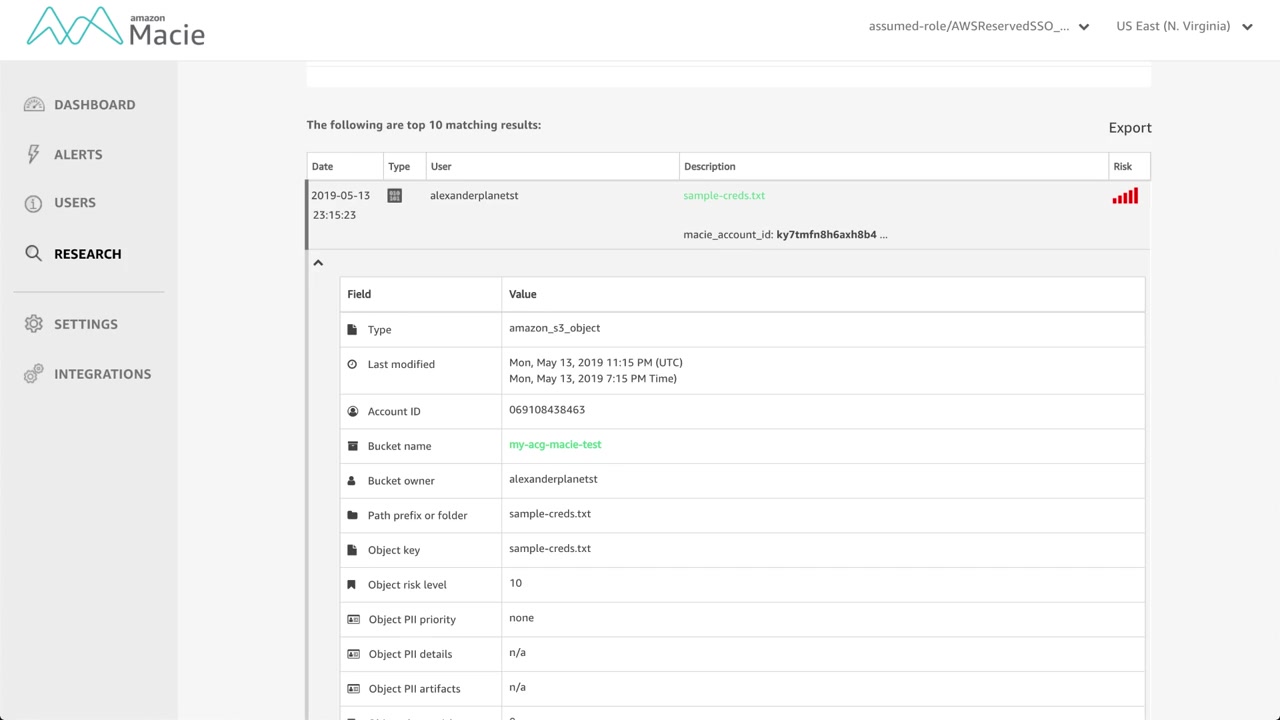 amazon
Macie
assumed-role/AWSReservedSSO_...
US East (N. Virginia)
DASHBOARD
ALERTS
USERS
RESEARCH
SETTINGS
INTEGRATIONS
The following are top 10 matching results:
Export
Date Type User Description Risk
2019-05-13 alexanderplanetst sample-creds.txt
23:15:23
macie_account_id: ky7tmfn8h6axh8b4 ...
Field Value
Type amazon_s3_object
Last modified Mon, May 13, 2019 11:15 PM (UTC)
Mon, May 13, 2019 7:15 PM Time)
Account ID 069108438463
Bucket name my-acg-macie-test
Bucket owner alexanderplanetst
Path prefix or folder sample-creds.txt
Object key sample-creds.txt
Object risk level 10
Object PII priority none
Object PII details n/a
Object PII artifacts n/a